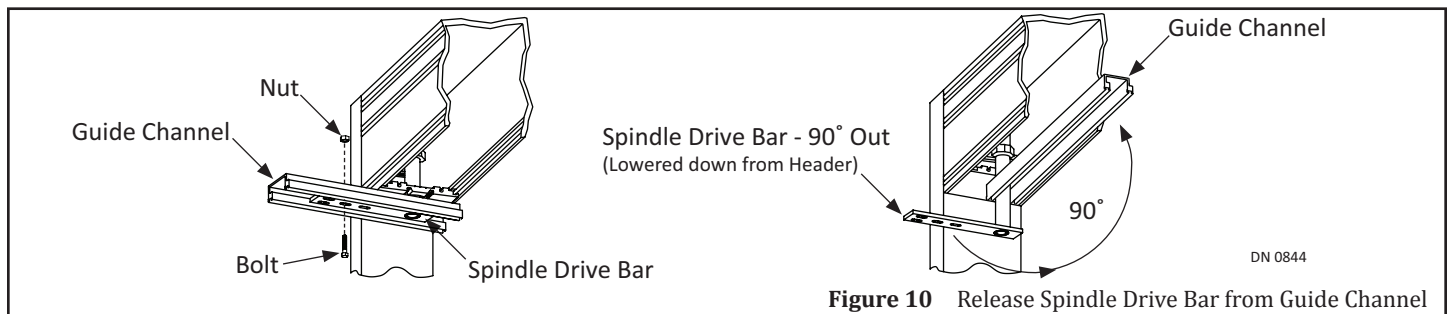 Nut
Guide Channel
Bolt
Spindle Drive Bar
Guide Channel
Spindle Drive Bar - 90˚ Out
(Lowered down from Header)
90˚
DN 0844
Figure 10 Release Spindle Drive Bar from Guide Channel